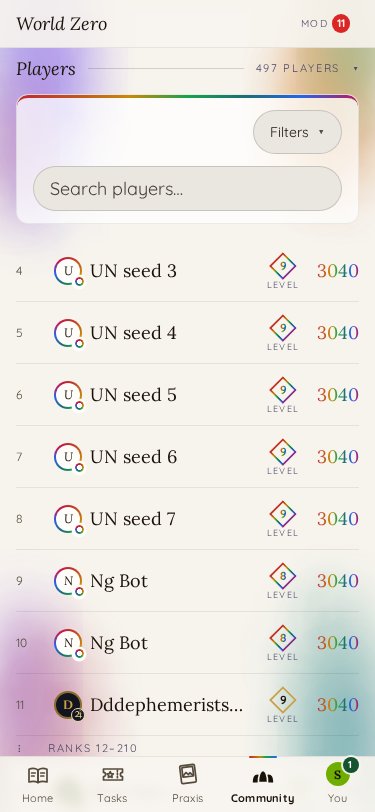 World Zero
MOD 11
Players 497 PLAYERS ▾
Filters ▾
Search players...
4 U UN seed 3 9 LEVEL 3040
5 U UN seed 4 9 LEVEL 3040
6 U UN seed 5 9 LEVEL 3040
7 U UN seed 6 9 LEVEL 3040
8 U UN seed 7 9 LEVEL 3040
9 N Ng Bot 8 LEVEL 3040
10 N Ng Bot 8 LEVEL 3040
11 D Dddephemerists... 9 LEVEL 3040
RANKS 12–210
S 1
Home Tasks Praxis Community You